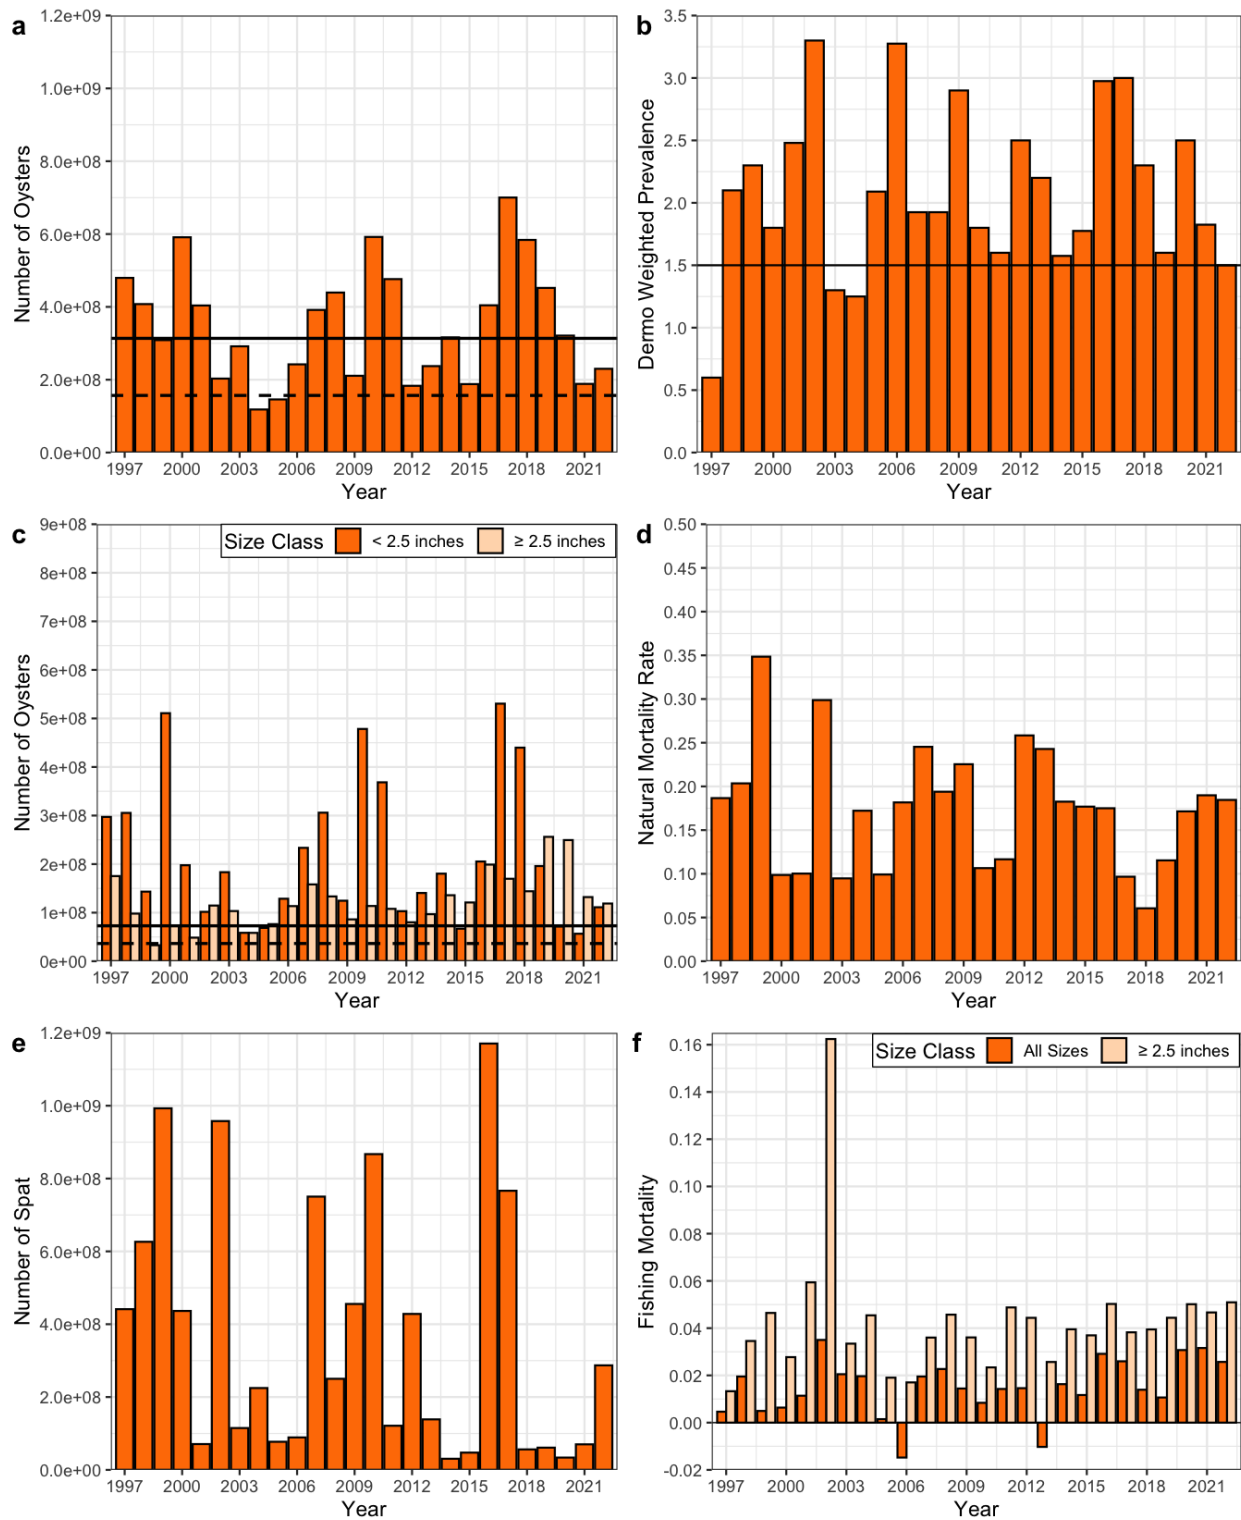 a
Number of Oysters
1.2e+09
1.0e+09
8.0e+08
6.0e+08
4.0e+08
2.0e+08
0.0e+00
1997 2000 2003 2006 2009 2012 2015 2018 2021
Year
b
Dermo Weighted Prevalence
3.5
3.0
2.5
2.0
1.5
1.0
0.5
0.0
1997 2000 2003 2006 2009 2012 2015 2018 2021
Year
c
Size Class < 2.5 inches ≥ 2.5 inches
Number of Oysters
9e+08
8e+08
7e+08
6e+08
5e+08
4e+08
3e+08
2e+08
1e+08
0e+00
1997 2000 2003 2006 2009 2012 2015 2018 2021
Year
d
Natural Mortality Rate
0.50
0.45
0.40
0.35
0.30
0.25
0.20
0.15
0.10
0.05
0.00
1997 2000 2003 2006 2009 2012 2015 2018 2021
Year
e
Number of Spat
1.2e+09
1.0e+09
8.0e+08
6.0e+08
4.0e+08
2.0e+08
0.0e+00
1997 2000 2003 2006 2009 2012 2015 2018 2021
Year
f
Size Class All Sizes ≥ 2.5 inches
Fishing Mortality
0.16
0.14
0.12
0.10
0.08
0.06
0.04
0.02
0.00
-0.02
1997 2000 2003 2006 2009 2012 2015 2018 2021
Year